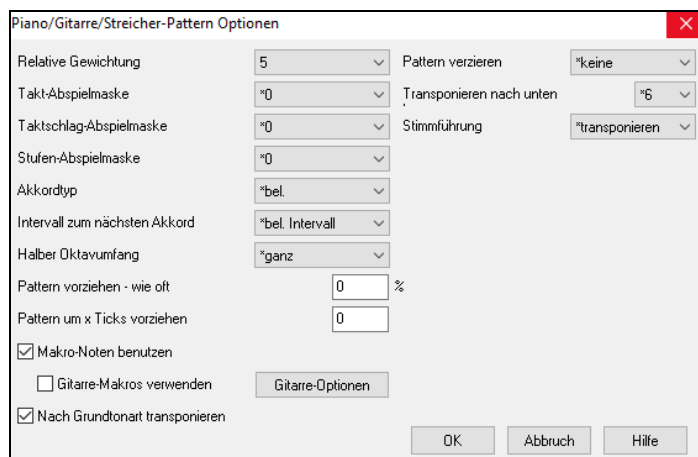 Piano/Gitarre/Streicher-Pattern Optionen
Relative Gewichtung 5 Pattern verzieren *keine
Takt-Abspielmaske *0 Transponieren nach unten *6
Taktschlag-Abspielmaske *0 Stimmführung *transponieren
Stufen-Abspielmaske *0
Akkordtyp *bel.
Intervall zum nächsten Akkord *bel. Intervall
Halber Oktavumfang *ganz
Pattern vorziehen - wie oft 0 %
Pattern um x Ticks vorziehen 0
Makro-Noten benutzen
Gitarre-Makros verwenden Gitarre-Optionen
Nach Grundtonart transponieren
OK Abbruch Hilfe